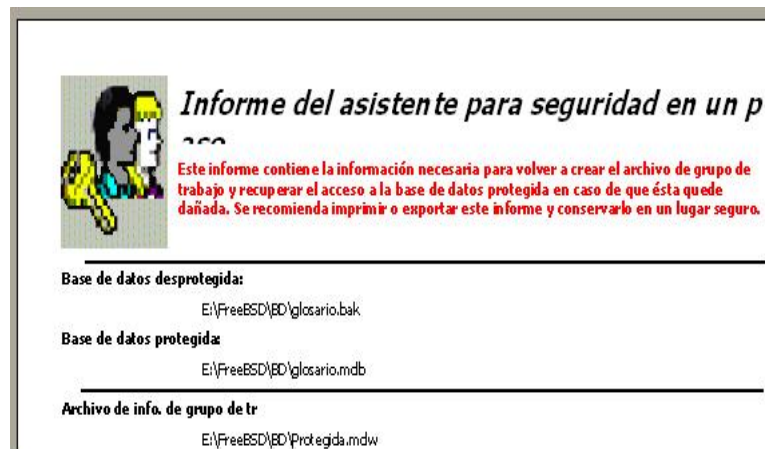 Informe del asistente para seguridad en un p
Este informe contiene la información necesaria para volver a crear el archivo de grupo de
trabajo y recuperar el acceso a la base de datos protegida en caso de que ésta quede
dañada. Se recomienda imprimir o exportar este informe y conservarlo en un lugar seguro.
Base de datos desprotegida:
E:\FreeBSD\BD\glosario.bak
Base de datos protegida:
E:\FreeBSD\BD\glosario.mdb
Archivo de info. de grupo de tr
E:\FreeBSD\BD\Protegida.mdw